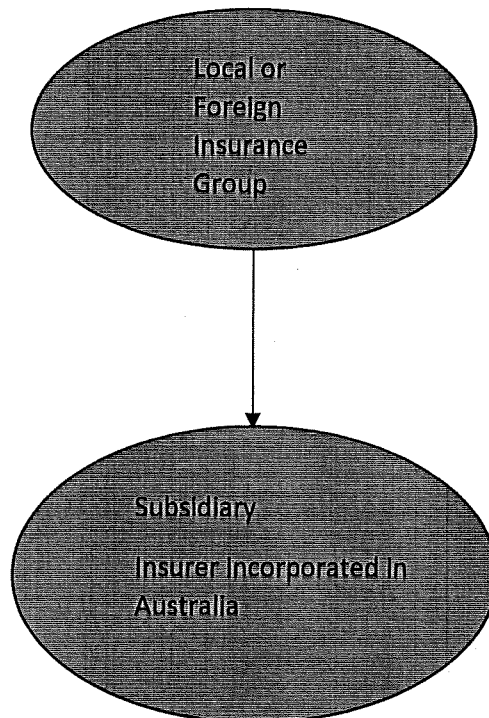 Local or
Foreign
Insurance
Group
Subsidiary
Insurer Incorporated in
Australia